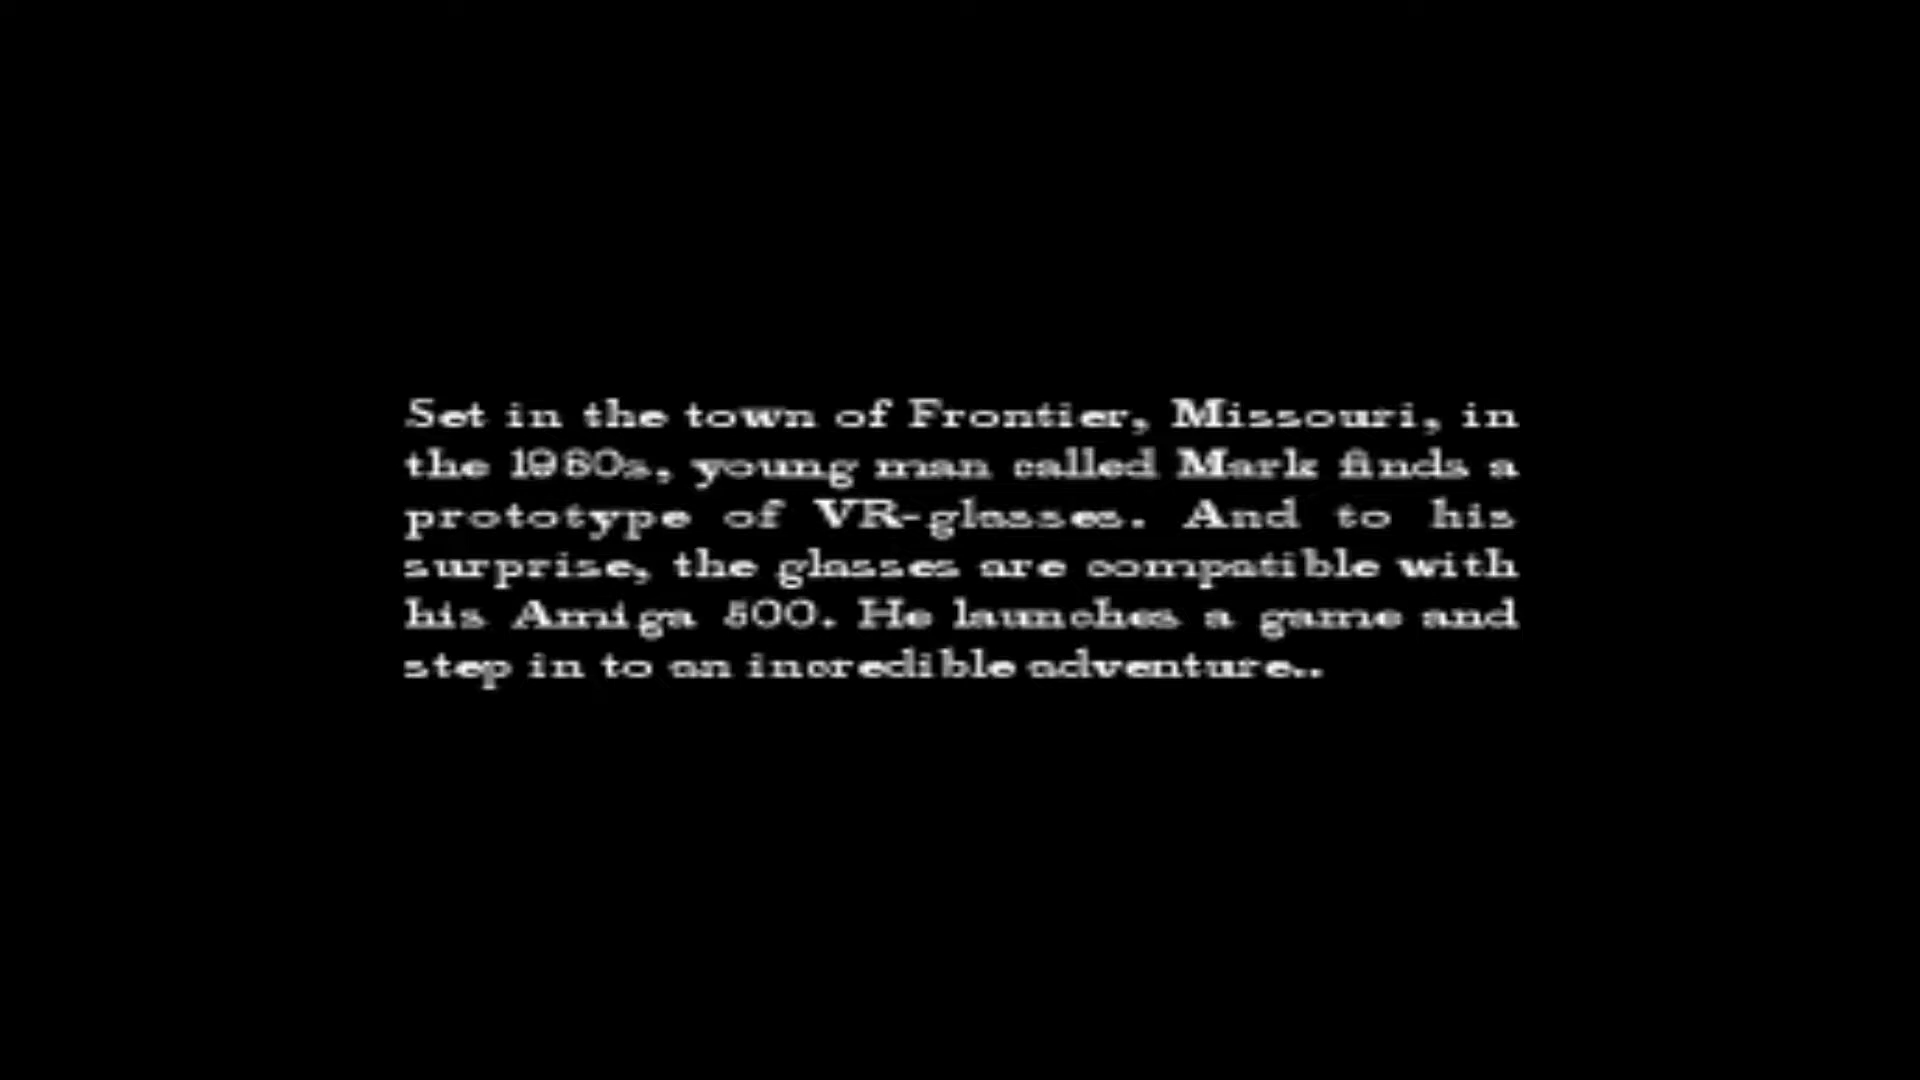 Set in the town of Frontier, Missouri, in
the 1980s, young man called Mark finds a
prototype of VR-glasses. And to his
surprise, the glasses are compatible with
his Amiga 500. He launches a game and
step in to an incredible adventure..